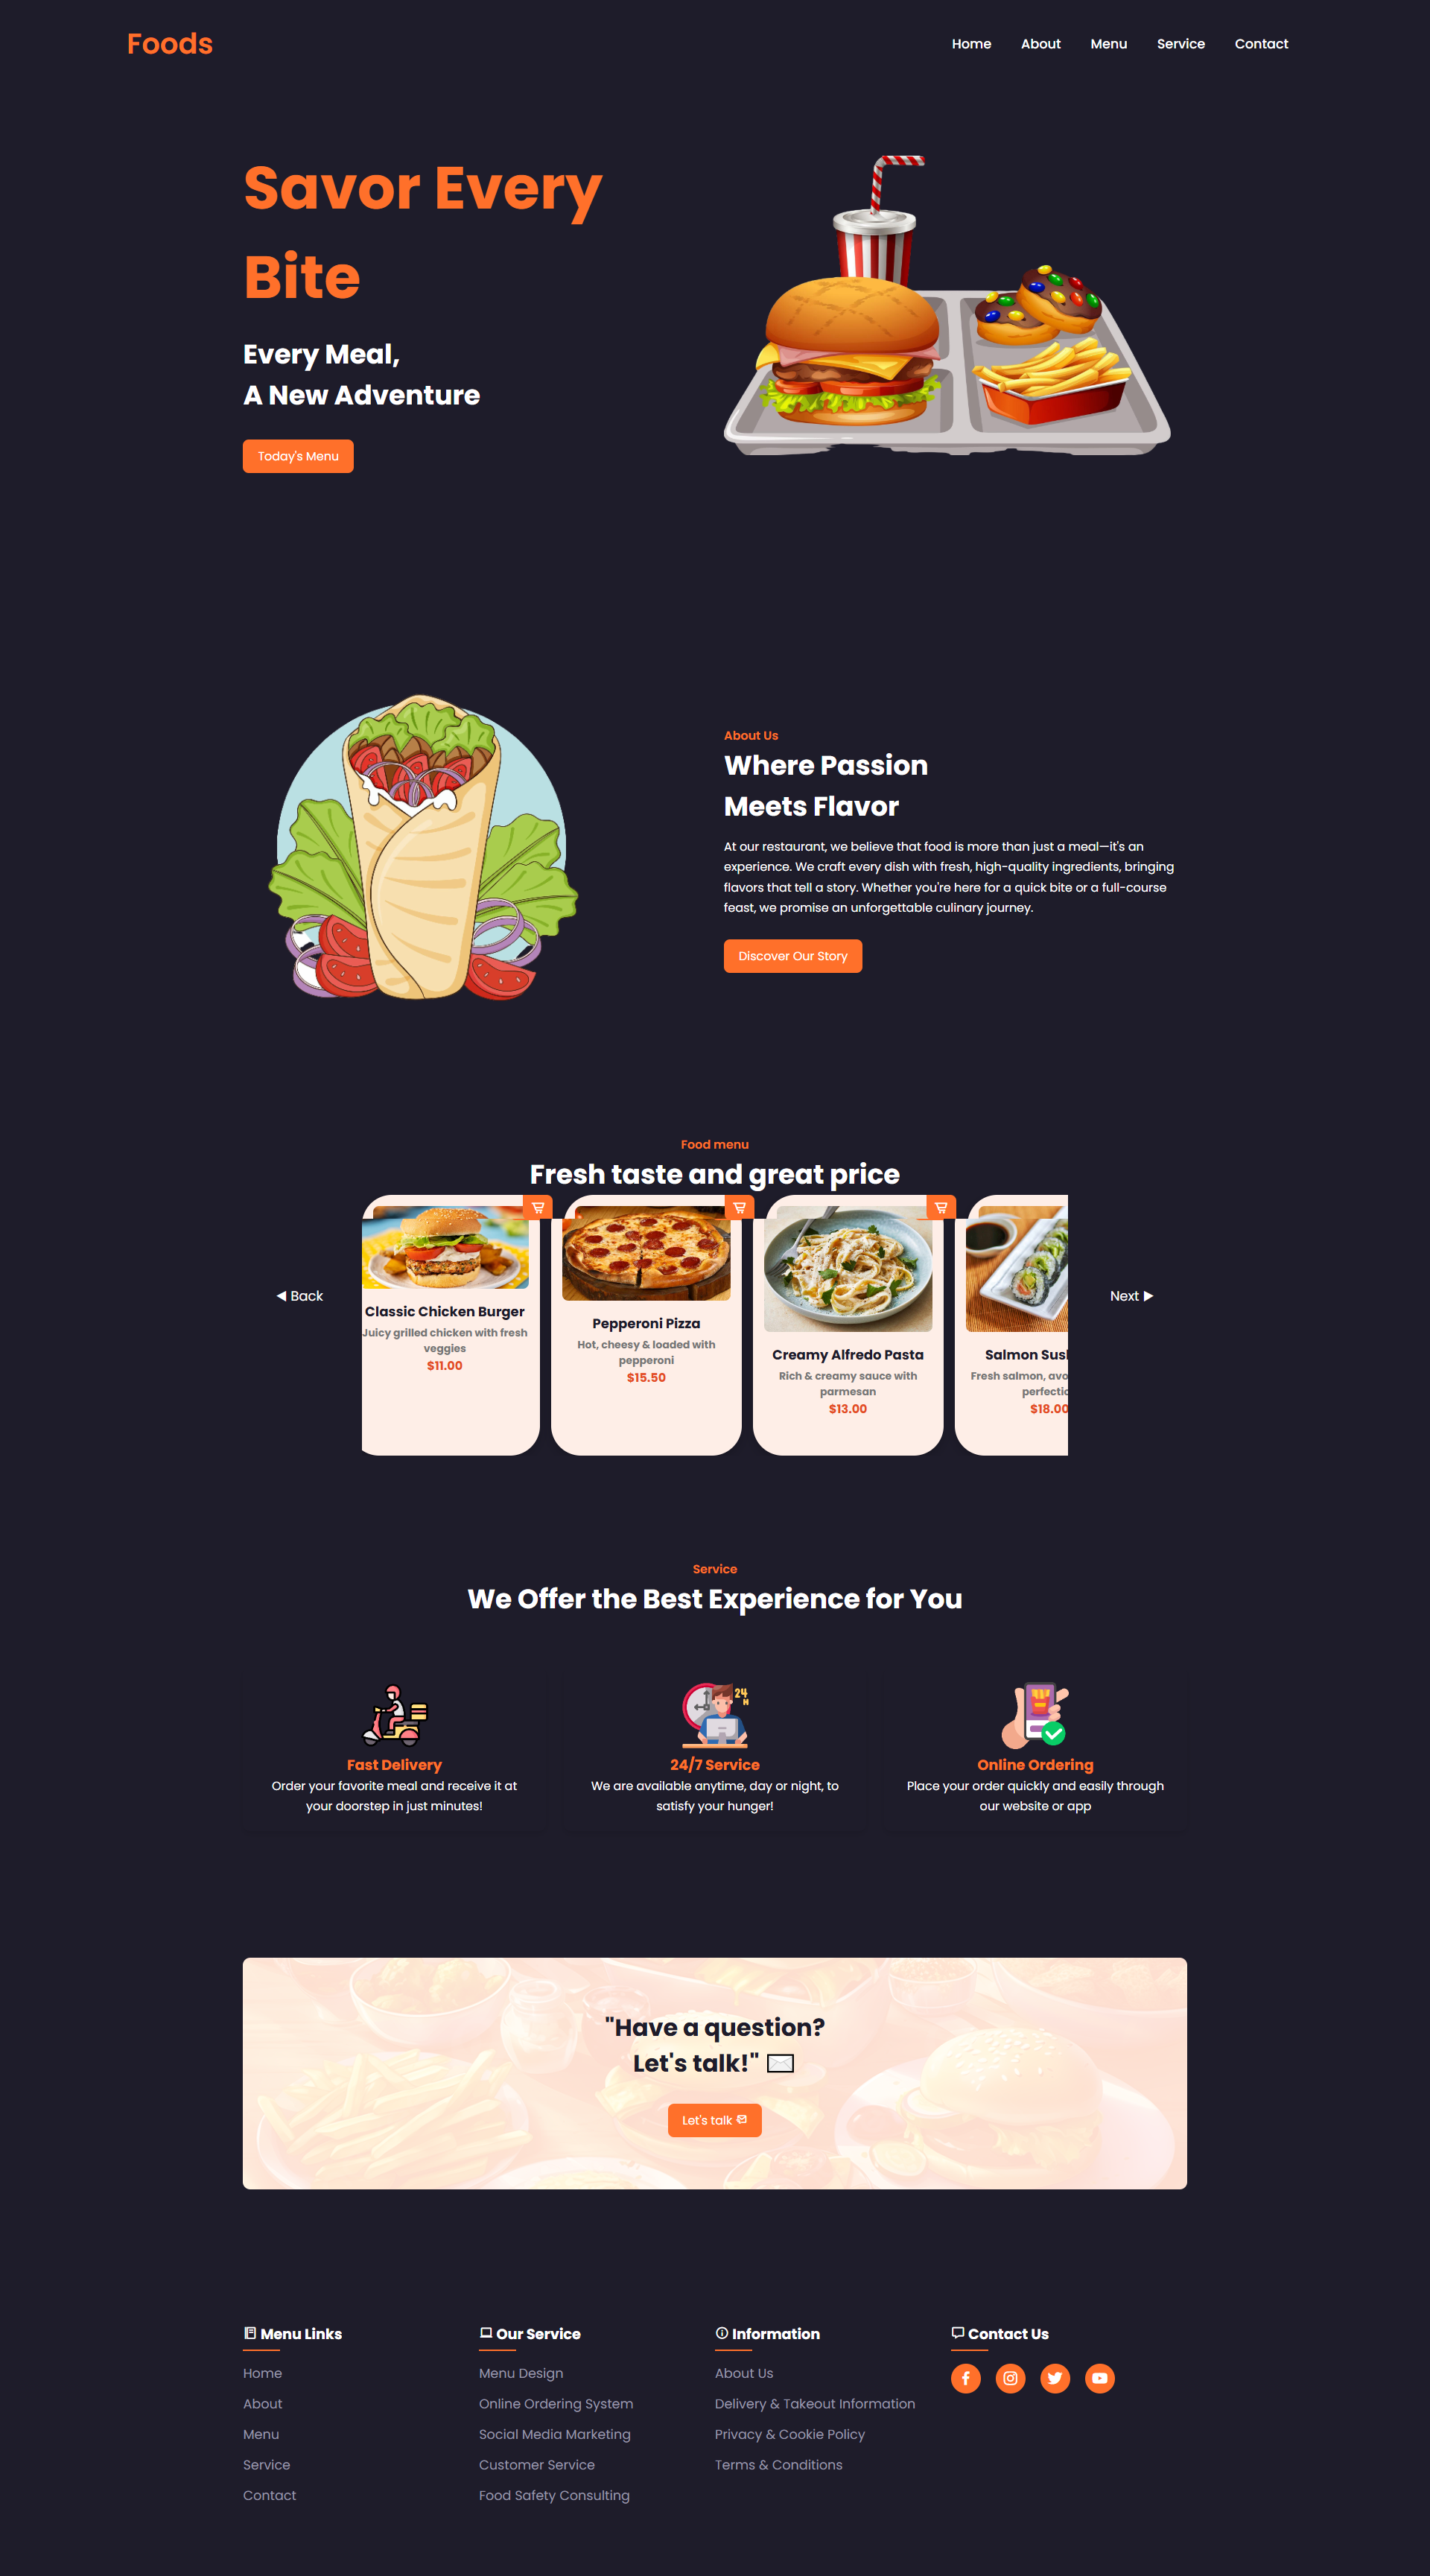 Foods
Home About Menu Service Contact
Savor Every
Bite
Every Meal,
A New Adventure
Today's Menu
About Us
Where Passion
Meets Flavor
At our restaurant, we believe that food is more than just a meal—it's an
experience. We craft every dish with fresh, high-quality ingredients, bringing
flavors that tell a story. Whether you're here for a quick bite or a full-course
feast, we promise an unforgettable culinary journey.
Discover Our Story
Food menu
Fresh taste and great price
◀ Back
Classic Chicken Burger
Juicy grilled chicken with fresh
veggies
$11.00
Pepperoni Pizza
Hot, cheesy & loaded with
pepperoni
$15.50
Creamy Alfredo Pasta
Rich & creamy sauce with
parmesan
$13.00
Salmon
Fresh salmon,
$18.00
Next ▶
Service
We Offer the Best Experience for You
24
H
Fast Delivery
Order your favorite meal and receive it at
your doorstep in just minutes!
24/7 Service
We are available anytime, day or night, to
satisfy your hunger!
Online Ordering
Place your order quickly and easily through
our website or app
"Have a question?
Let's talk!" ✉️
Let's talk
Menu Links
Home
About
Menu
Service
Contact
Our Service
Menu Design
Online Ordering System
Social Media Marketing
Customer Service
Food Safety Consulting
Information
About Us
Delivery & Takeout Information
Privacy & Cookie Policy
Terms & Conditions
Contact Us